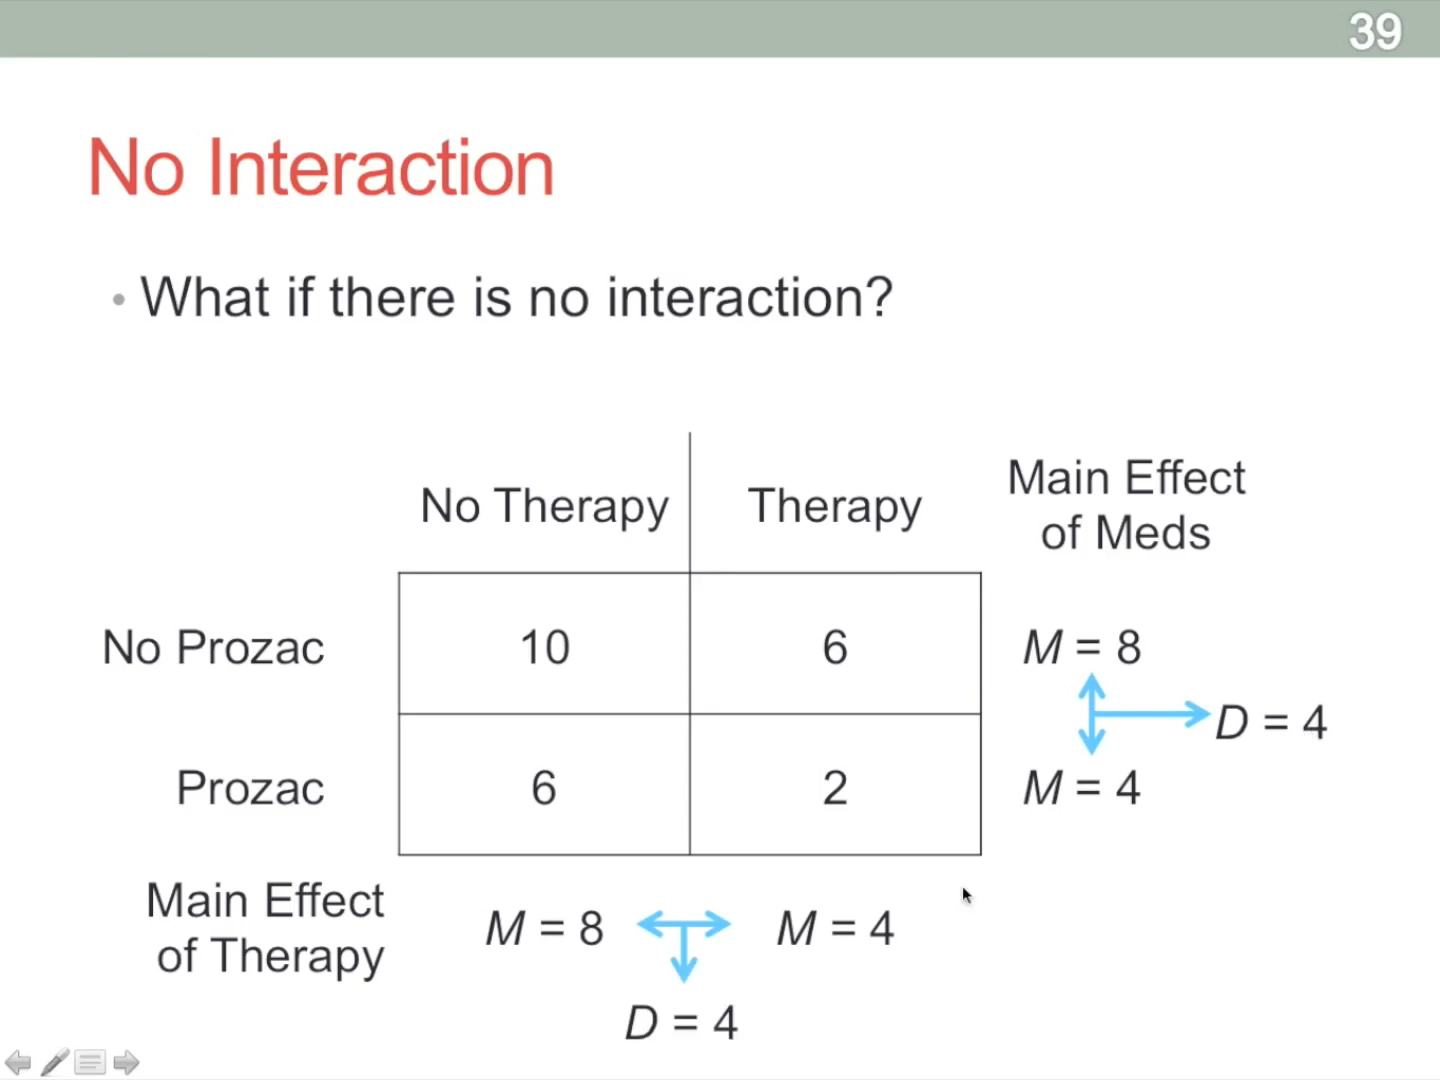 39
No Interaction
• What if there is no interaction?
No Therapy Therapy Main Effect
of Meds
No Prozac 10 6 M = 8
D = 4
Prozac 6 2 M = 4
Main Effect
of Therapy M = 8 M = 4
D = 4